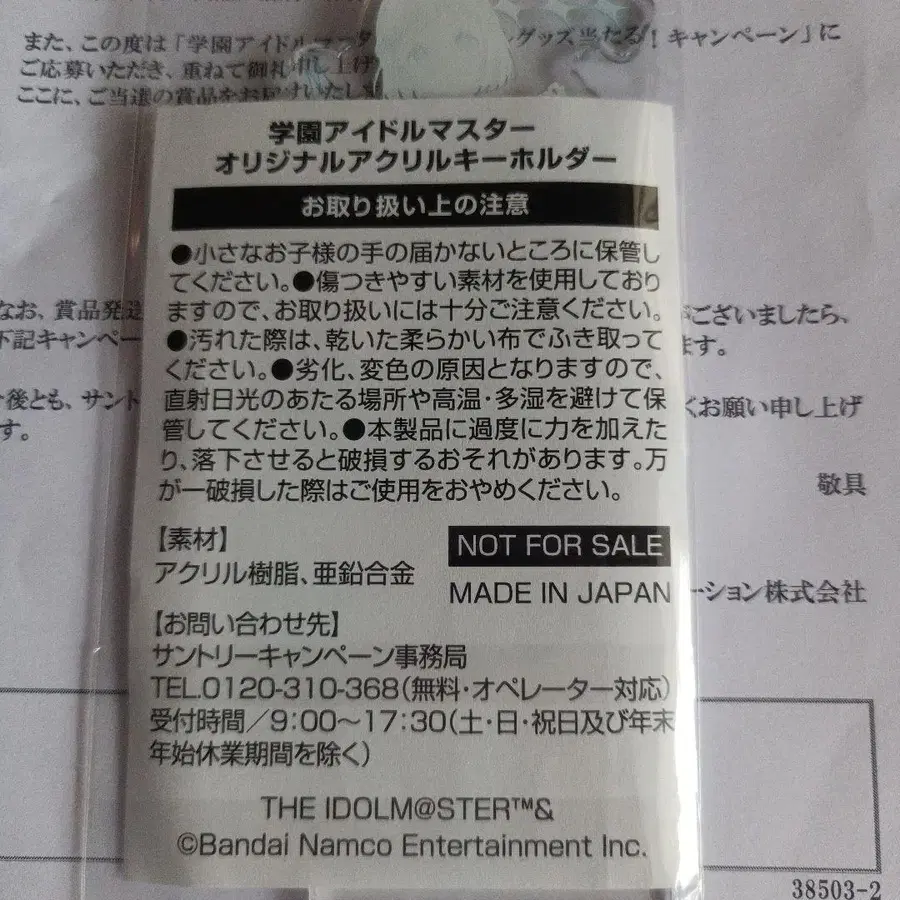 また、この度は「学園アイドルマスタ グッズ当たる！キャンペーン」に
ご応募いただき、重ねて御礼申し上げ
ここに、ご当選の賞品をお届けいたし
学園アイドルマスター
オリジナルアクリルキーホルダー
お取り扱い上の注意
●小さなお子様の手の届かないところに保管し
てください。●傷つきやすい素材を使用しており
ますので、お取り扱いには十分ご注意ください。
●汚れた際は、乾いた柔らかい布でふき取って
ください。●劣化、変色の原因となりますので、
直射日光のあたる場所や高温・多湿を避けて保
管してください。●本製品に過度に力を加えた
り、落下させると破損するおそれがあります。万
が一破損した際はご使用をおやめください。
【素材】
アクリル樹脂、亜鉛合金
NOT FOR SALE
MADE IN JAPAN
【お問い合わせ先】
サントリーキャンペーン事務局
TEL.0120-310-368（無料・オペレーター対応）
受付時間／9：00～17：30（土・日・祝日及び年末
年始休業期間を除く）
THE IDOLM@STER™&
©Bandai Namco Entertainment Inc.
なお、賞品発送 がございましたら、
下記キャンペー ます。
今後とも、サント くお願い申し上げ
す。
敬具
ーション株式会社
38503-2